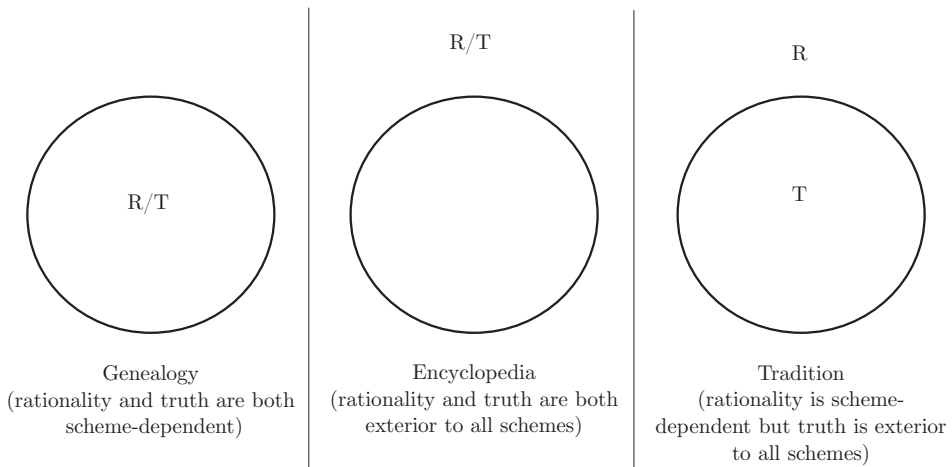 R/T
Genealogy
(rationality and truth are both
scheme-dependent)
R/T
Encyclopedia
(rationality and truth are both
exterior to all schemes)
R
T
Tradition
(rationality is scheme-
dependent but truth is exterior
to all schemes)